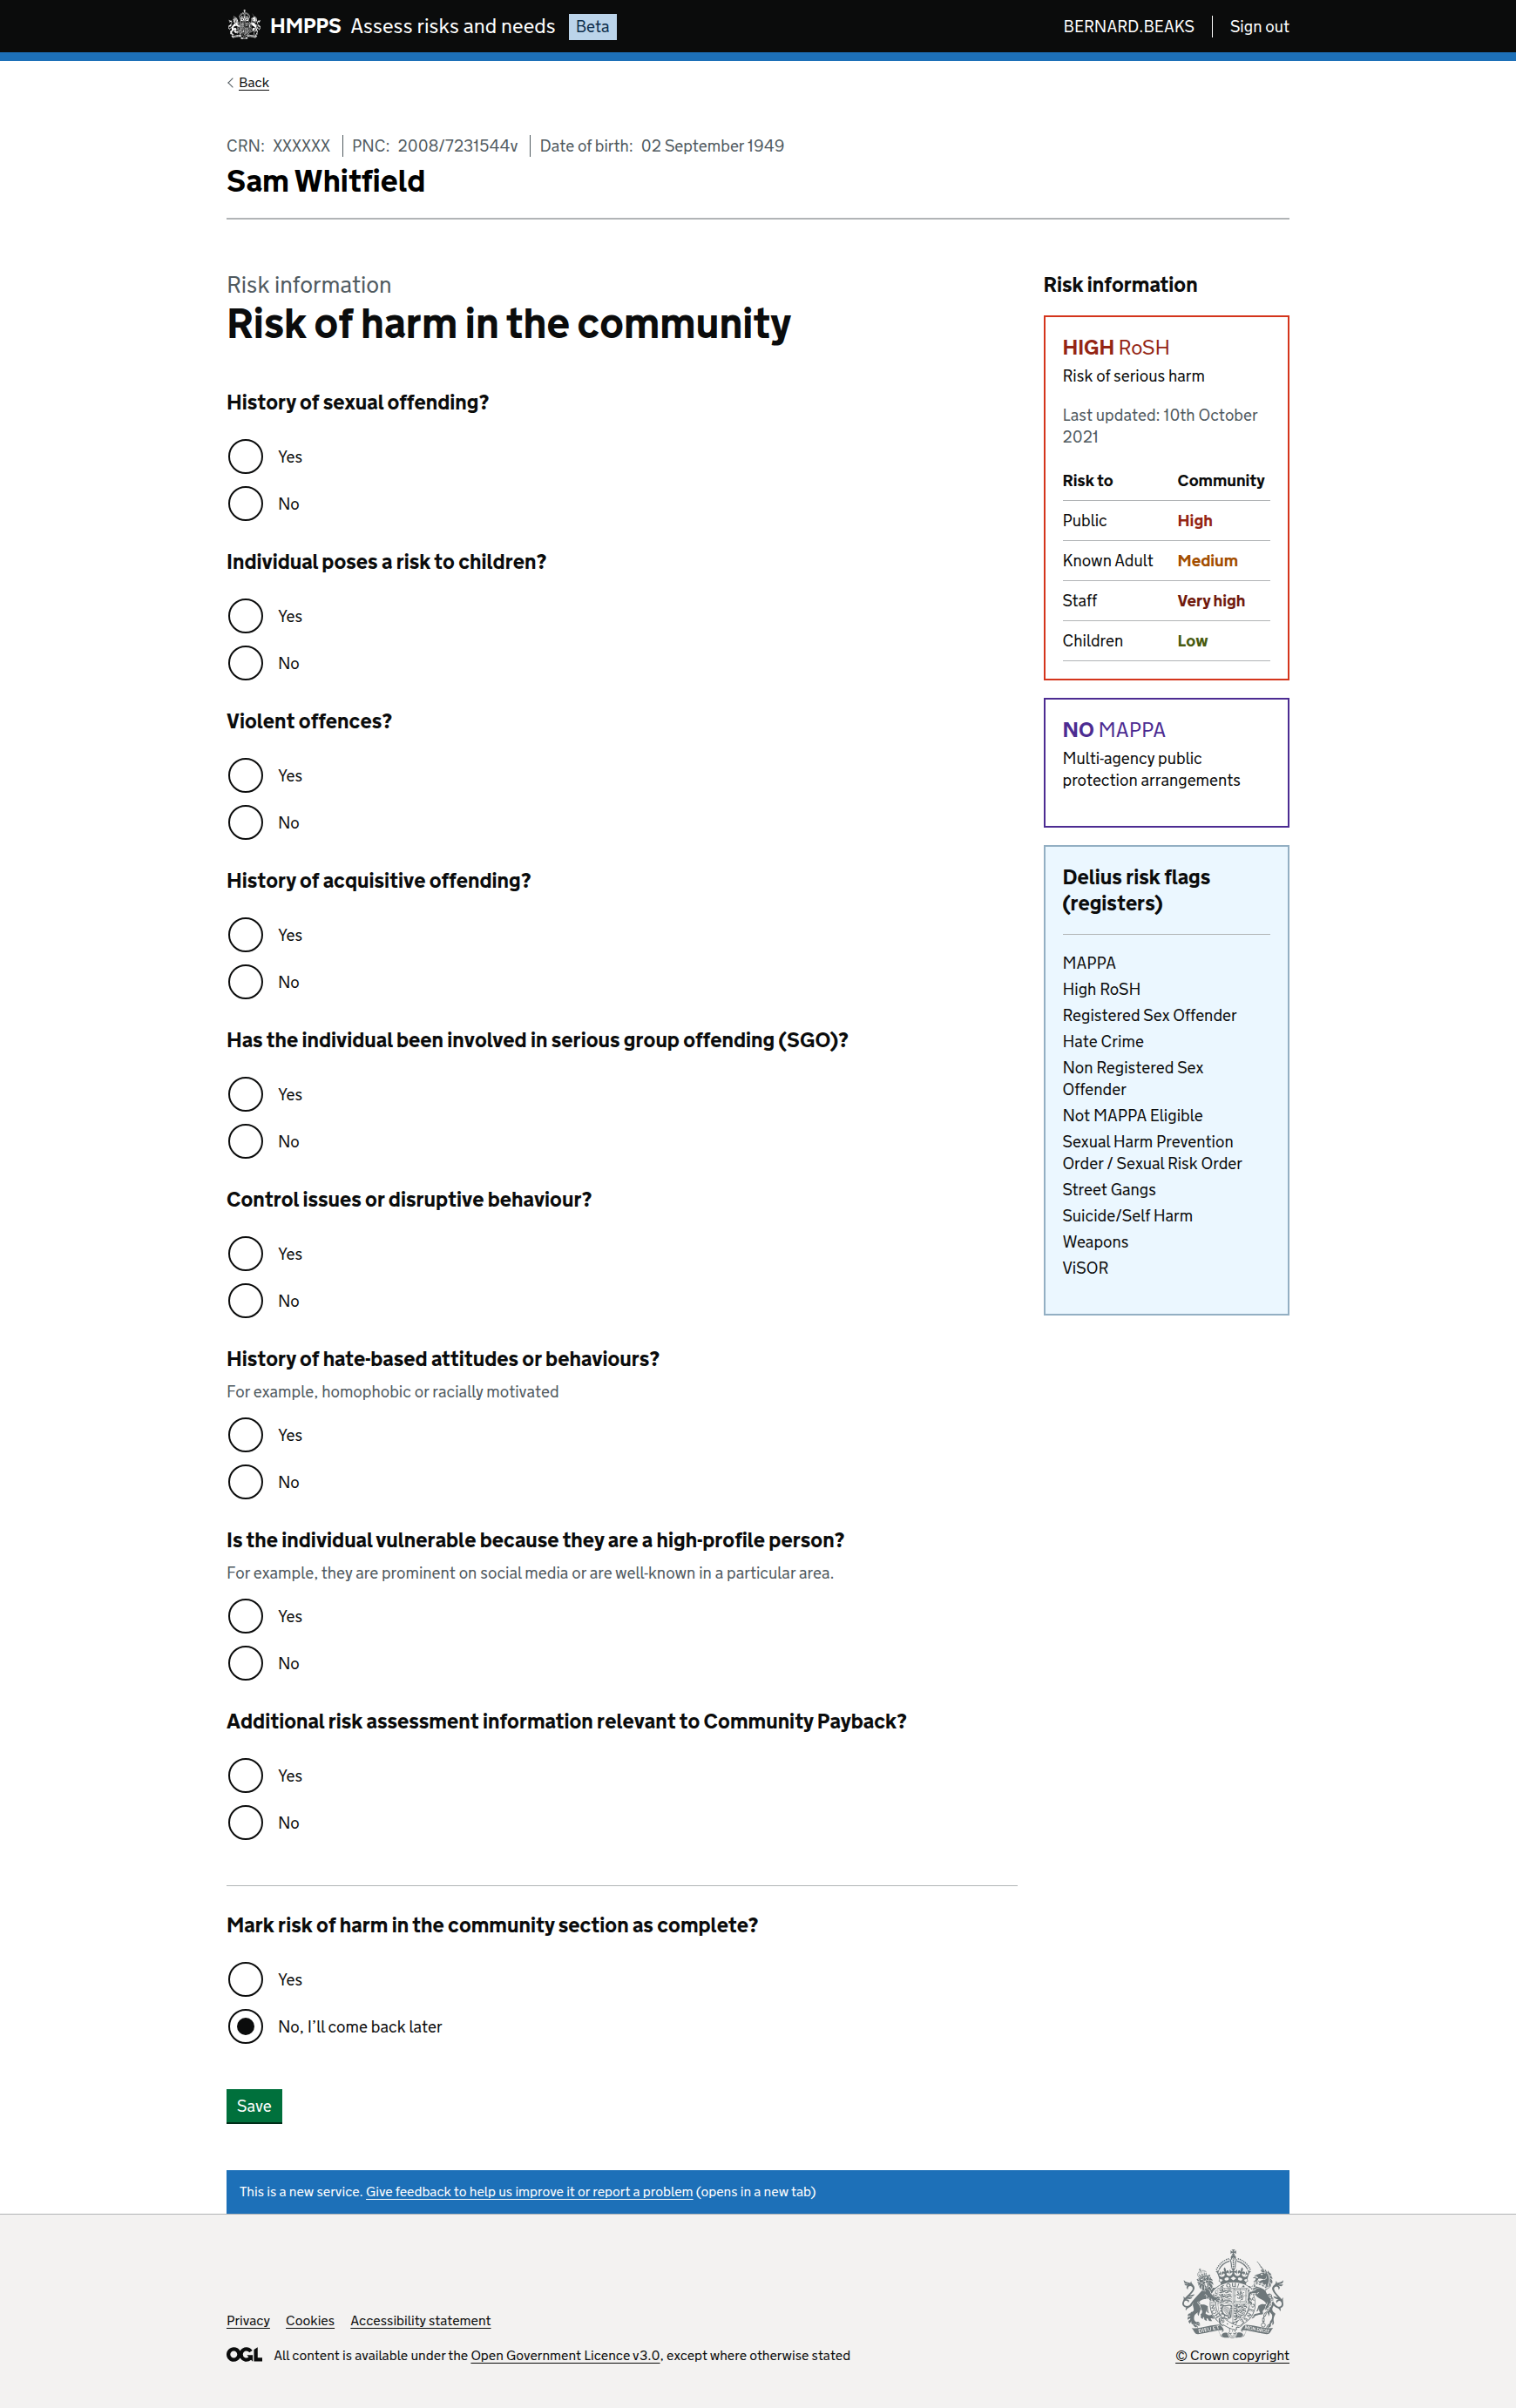 HMPPS Assess risks and needs Beta
BERNARD.BEAKS Sign out
Back
CRN: XXXXXX PNC: 2008/7231544v Date of birth: 02 September 1949
Sam Whitfield
Risk information
Risk of harm in the community
History of sexual offending?
Yes
No
Individual poses a risk to children?
Yes
No
Violent offences?
Yes
No
History of acquisitive offending?
Yes
No
Has the individual been involved in serious group offending (SGO)?
Yes
No
Control issues or disruptive behaviour?
Yes
No
History of hate-based attitudes or behaviours?
For example, homophobic or racially motivated
Yes
No
Is the individual vulnerable because they are a high-profile person?
For example, they are prominent on social media or are well-known in a particular area.
Yes
No
Additional risk assessment information relevant to Community Payback?
Yes
No
Mark risk of harm in the community section as complete?
Yes
No, I'll come back later
Save
Risk information
HIGH RoSH
Risk of serious harm
Last updated: 10th October
2021
Risk to Community
Public High
Known Adult Medium
Staff Very high
Children Low
NO MAPPA
Multi-agency public
protection arrangements
Delius risk flags
(registers)
MAPPA
High RoSH
Registered Sex Offender
Hate Crime
Non Registered Sex
Offender
Not MAPPA Eligible
Sexual Harm Prevention
Order / Sexual Risk Order
Street Gangs
Suicide/Self Harm
Weapons
ViSOR
This is a new service. Give feedback to help us improve it or report a problem (opens in a new tab)
Privacy Cookies Accessibility statement
OGL All content is available under the Open Government Licence v3.0, except where otherwise stated
© Crown copyright